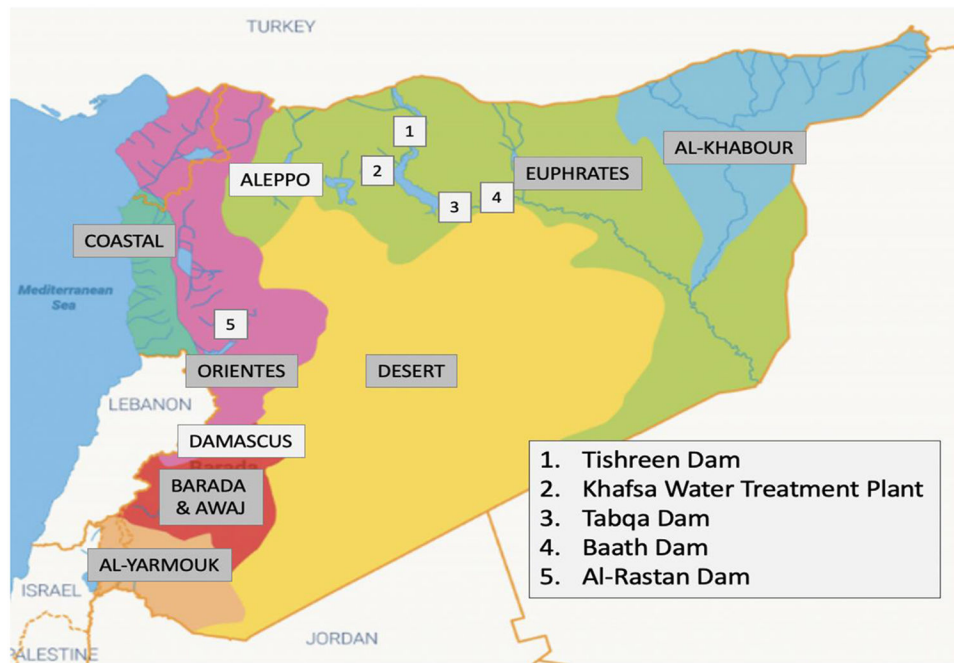 TURKEY
1
AL-KHABOUR
2
ALEPPO
EUPHRATES
3
4
COASTAL
Mediterranean
Sea
5
ORIENTES
DESERT
LEBANON
DAMASCUS
Barada
BARADA
& AWAJ
AL-YARMOUK
ISRAEL
JORDAN
PALESTINE
1. Tishreen Dam
2. Khafsa Water Treatment Plant
3. Tabqa Dam
4. Baath Dam
5. Al-Rastan Dam